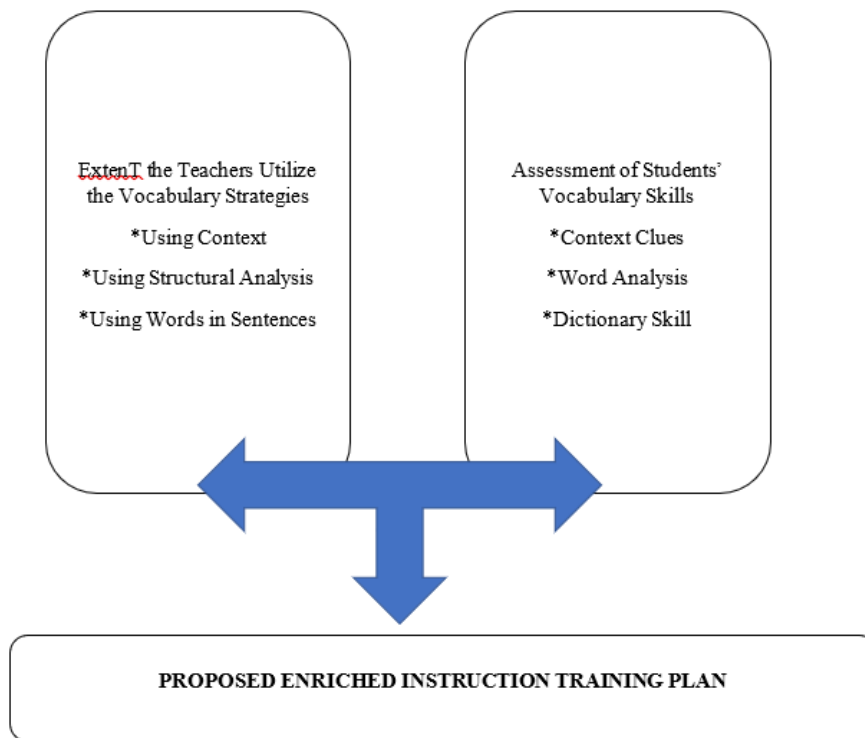 ExtenT the Teachers Utilize
the Vocabulary Strategies
*Using Context
*Using Structural Analysis
*Using Words in Sentences
Assessment of Students’
Vocabulary Skills
*Context Clues
*Word Analysis
*Dictionary Skill
PROPOSED ENRICHED INSTRUCTION TRAINING PLAN